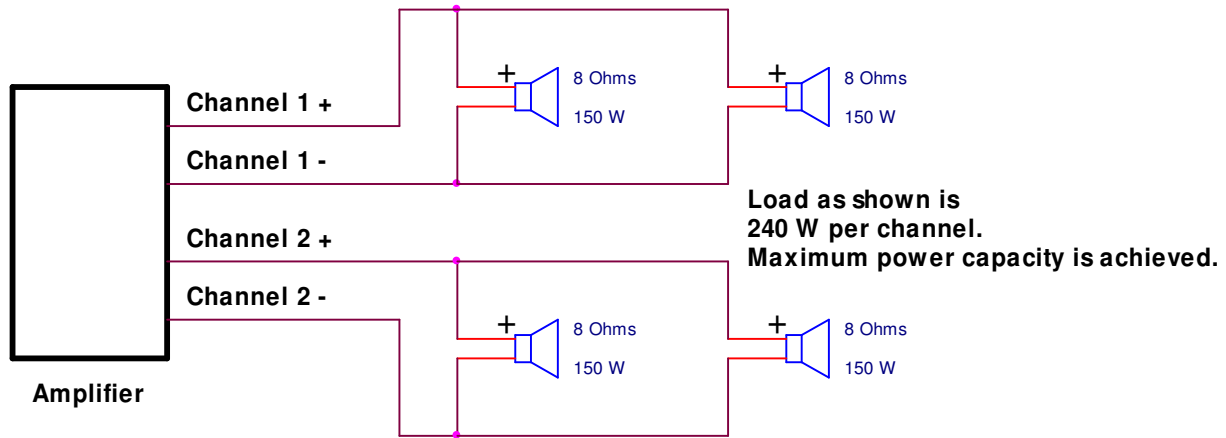 + 8 Ohms
150 W
+ 8 Ohms
150 W
Channel 1 +
Channel 1 -
Load as shown is
240 W per channel.
Maximum power capacity is achieved.
Channel 2 +
Channel 2 -
+ 8 Ohms
150 W
+ 8 Ohms
150 W
Amplifier